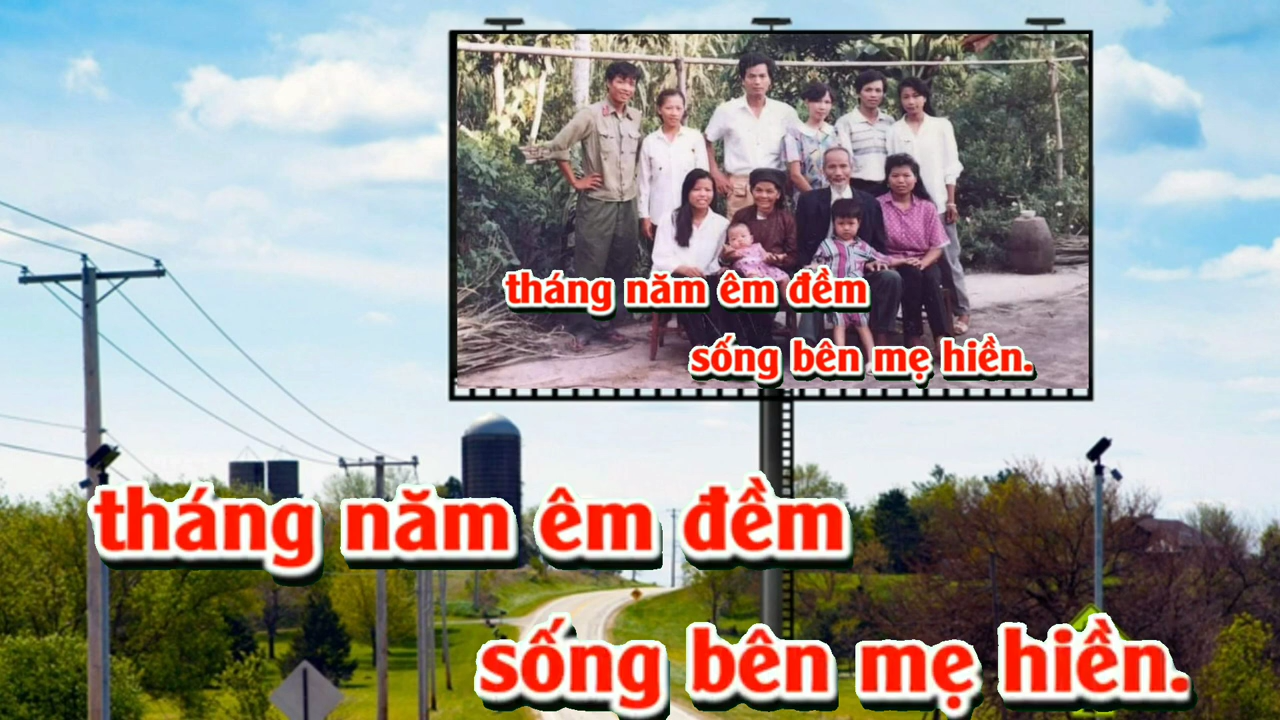 tháng năm êm đềm
sống bên mẹ hiền.
tháng năm êm đềm
sống bên mẹ hiền.